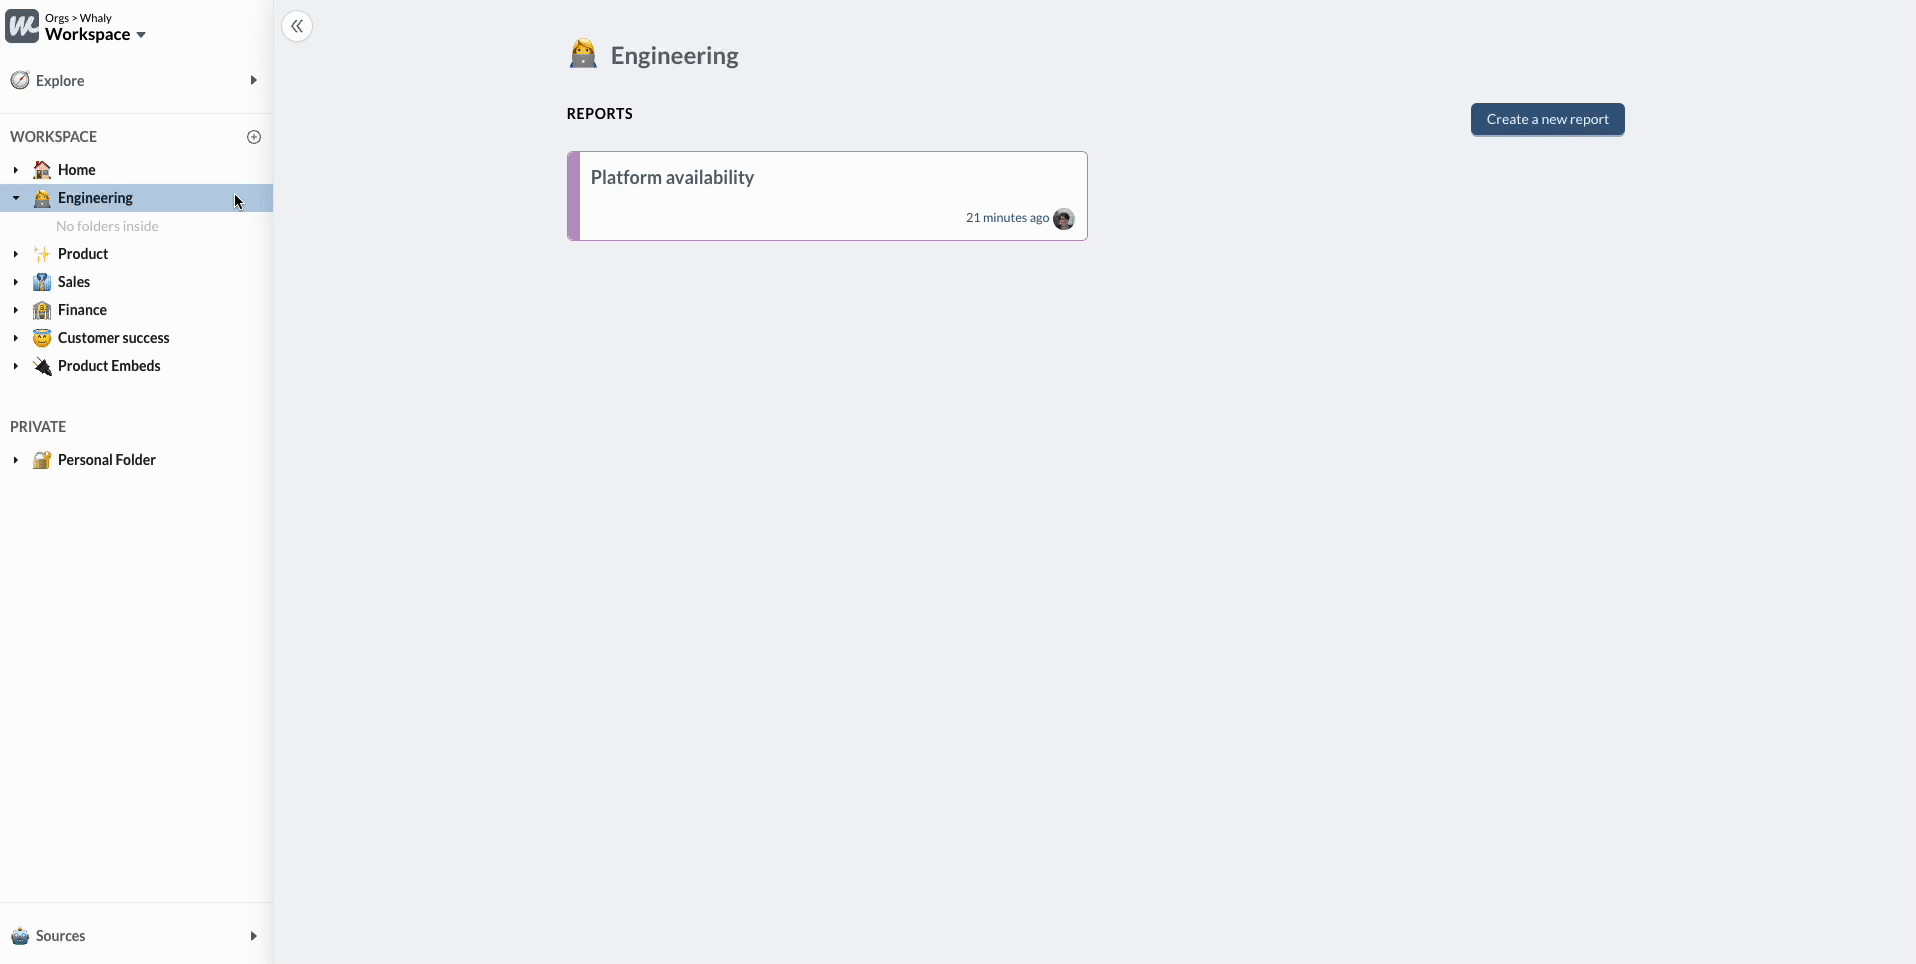 Orgs > Whaly
Workspace
Explore
WORKSPACE
Home
Engineering
No folders inside
Product
Sales
Finance
Customer success
Product Embeds
PRIVATE
Personal Folder
Sources
Engineering
REPORTS
Create a new report
Platform availability
21 minutes ago